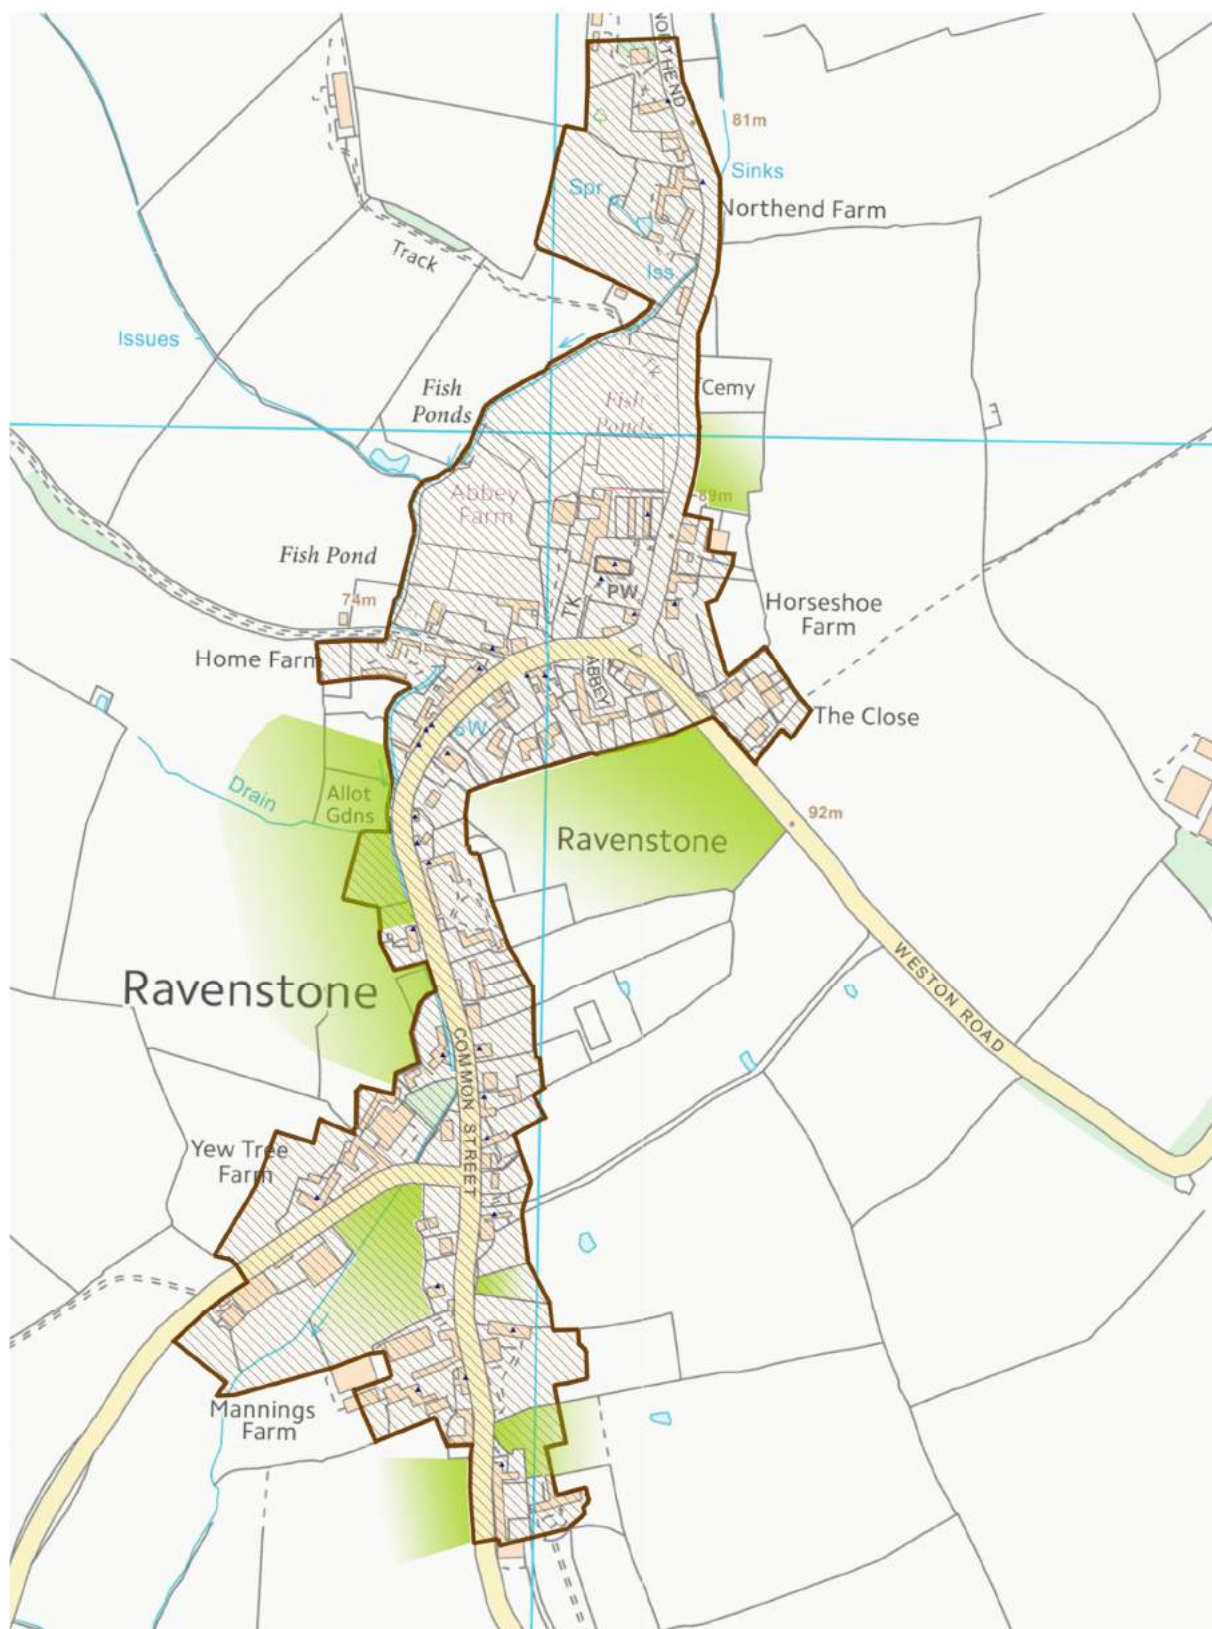 NORTHEND
81m
Sinks
Spr
Northend Farm
Track
Iss
Issues
Fish
Ponds
Cemy
Fish
Ponds
Abbey
Farm
89m
Fish Pond
PW
TK
74m
Horseshoe
Farm
Home Farm
ABBEY
The Close
Drain
Allot
Gdns
92m
Ravenstone
WESTON ROAD
Ravenstone
COMMON STREET
Yew Tree
Farm
Mannings
Farm